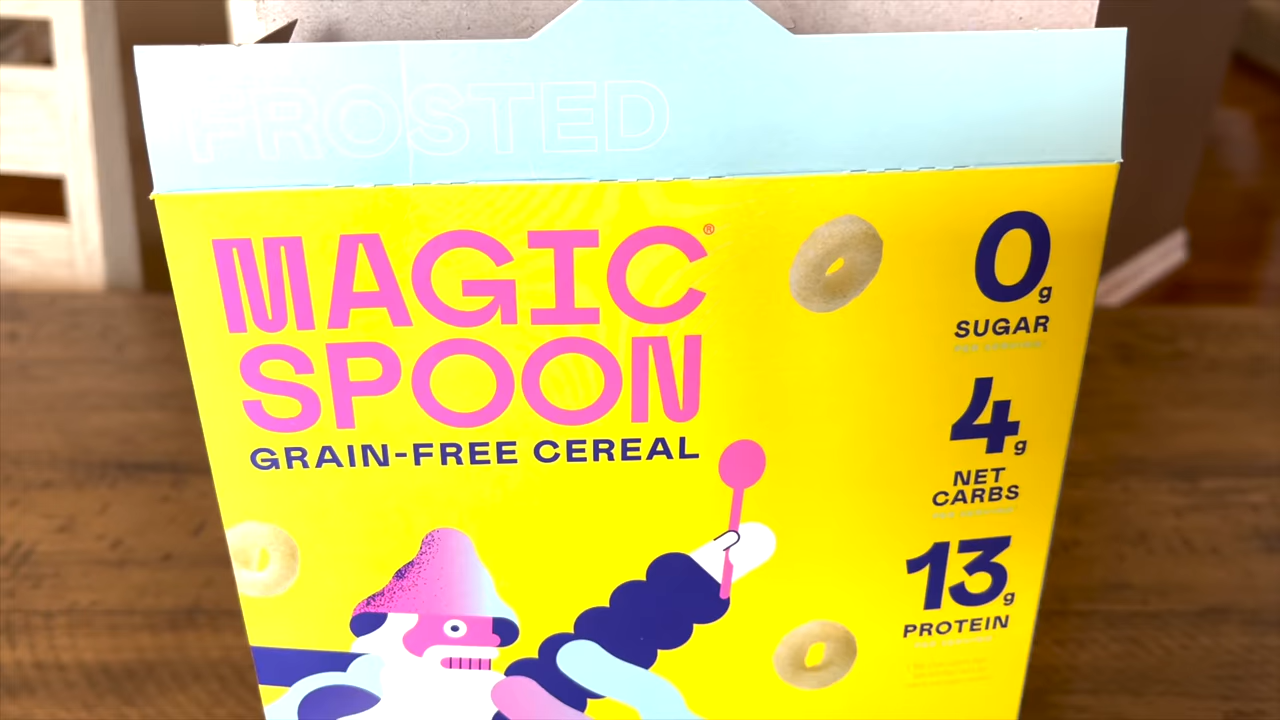 FROSTED
MAGIC
SPOON®
GRAIN-FREE CEREAL
0g
SUGAR
4g
NET
CARBS
13g
PROTEIN